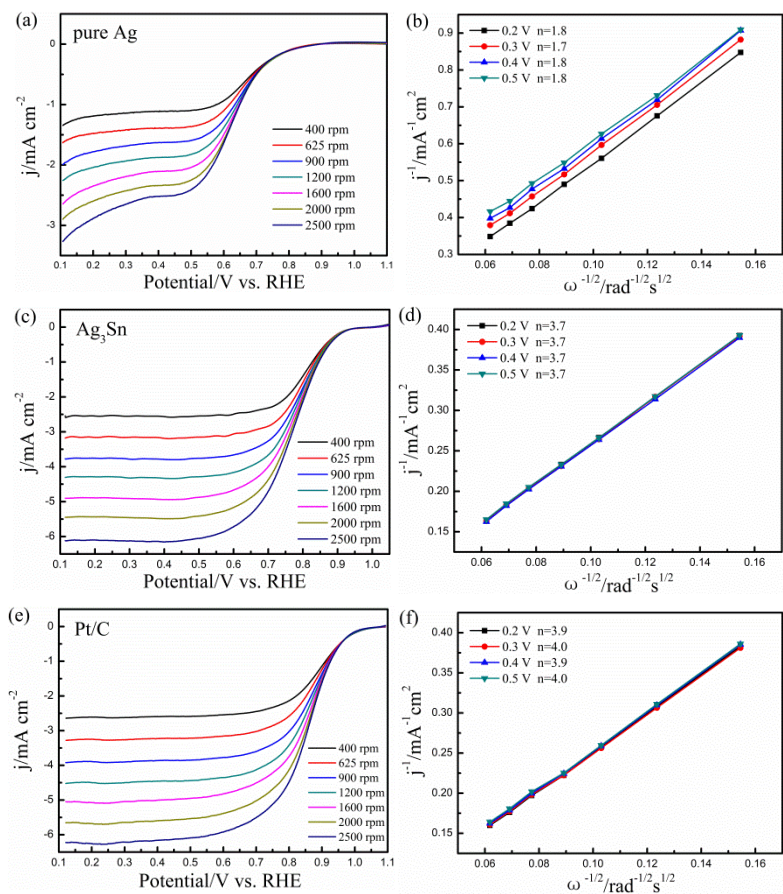 (a)
pure Ag
400 rpm
625 rpm
900 rpm
1200 rpm
1600 rpm
2000 rpm
2500 rpm
j/mA cm-2
0
-1
-2
-3
0.1 0.2 0.3 0.4 0.5 0.6 0.7 0.8 0.9 1.0 1.1
Potential/V vs. RHE
(b)
0.2 V n=1.8
0.3 V n=1.7
0.4 V n=1.8
0.5 V n=1.8
j-1/mA-1cm2
0.9
0.8
0.7
0.6
0.5
0.4
0.3
0.06 0.08 0.10 0.12 0.14 0.16
ω-1/2/rad-1/2s1/2
(c)
Ag3Sn
400 rpm
625 rpm
900 rpm
1200 rpm
1600 rpm
2000 rpm
2500 rpm
j/mA cm-2
0
-1
-2
-3
-4
-5
-6
0.1 0.2 0.3 0.4 0.5 0.6 0.7 0.8 0.9 1.0
Potential/V vs. RHE
(d)
0.2 V n=3.7
0.3 V n=3.7
0.4 V n=3.7
0.5 V n=3.7
j-1/mA-1cm2
0.40
0.35
0.30
0.25
0.20
0.15
0.06 0.08 0.10 0.12 0.14 0.16
ω-1/2/rad-1/2s1/2
(e)
Pt/C
400 rpm
625 rpm
900 rpm
1200 rpm
1600 rpm
2000 rpm
2500 rpm
j/mA cm-2
0
-1
-2
-3
-4
-5
-6
0.1 0.2 0.3 0.4 0.5 0.6 0.7 0.8 0.9 1.0 1.1
Potential/V vs. RHE
(f)
0.2 V n=3.9
0.3 V n=4.0
0.4 V n=3.9
0.5 V n=4.0
j-1/mA-1cm2
0.40
0.35
0.30
0.25
0.20
0.15
0.06 0.08 0.10 0.12 0.14 0.16
ω-1/2/rad-1/2s1/2